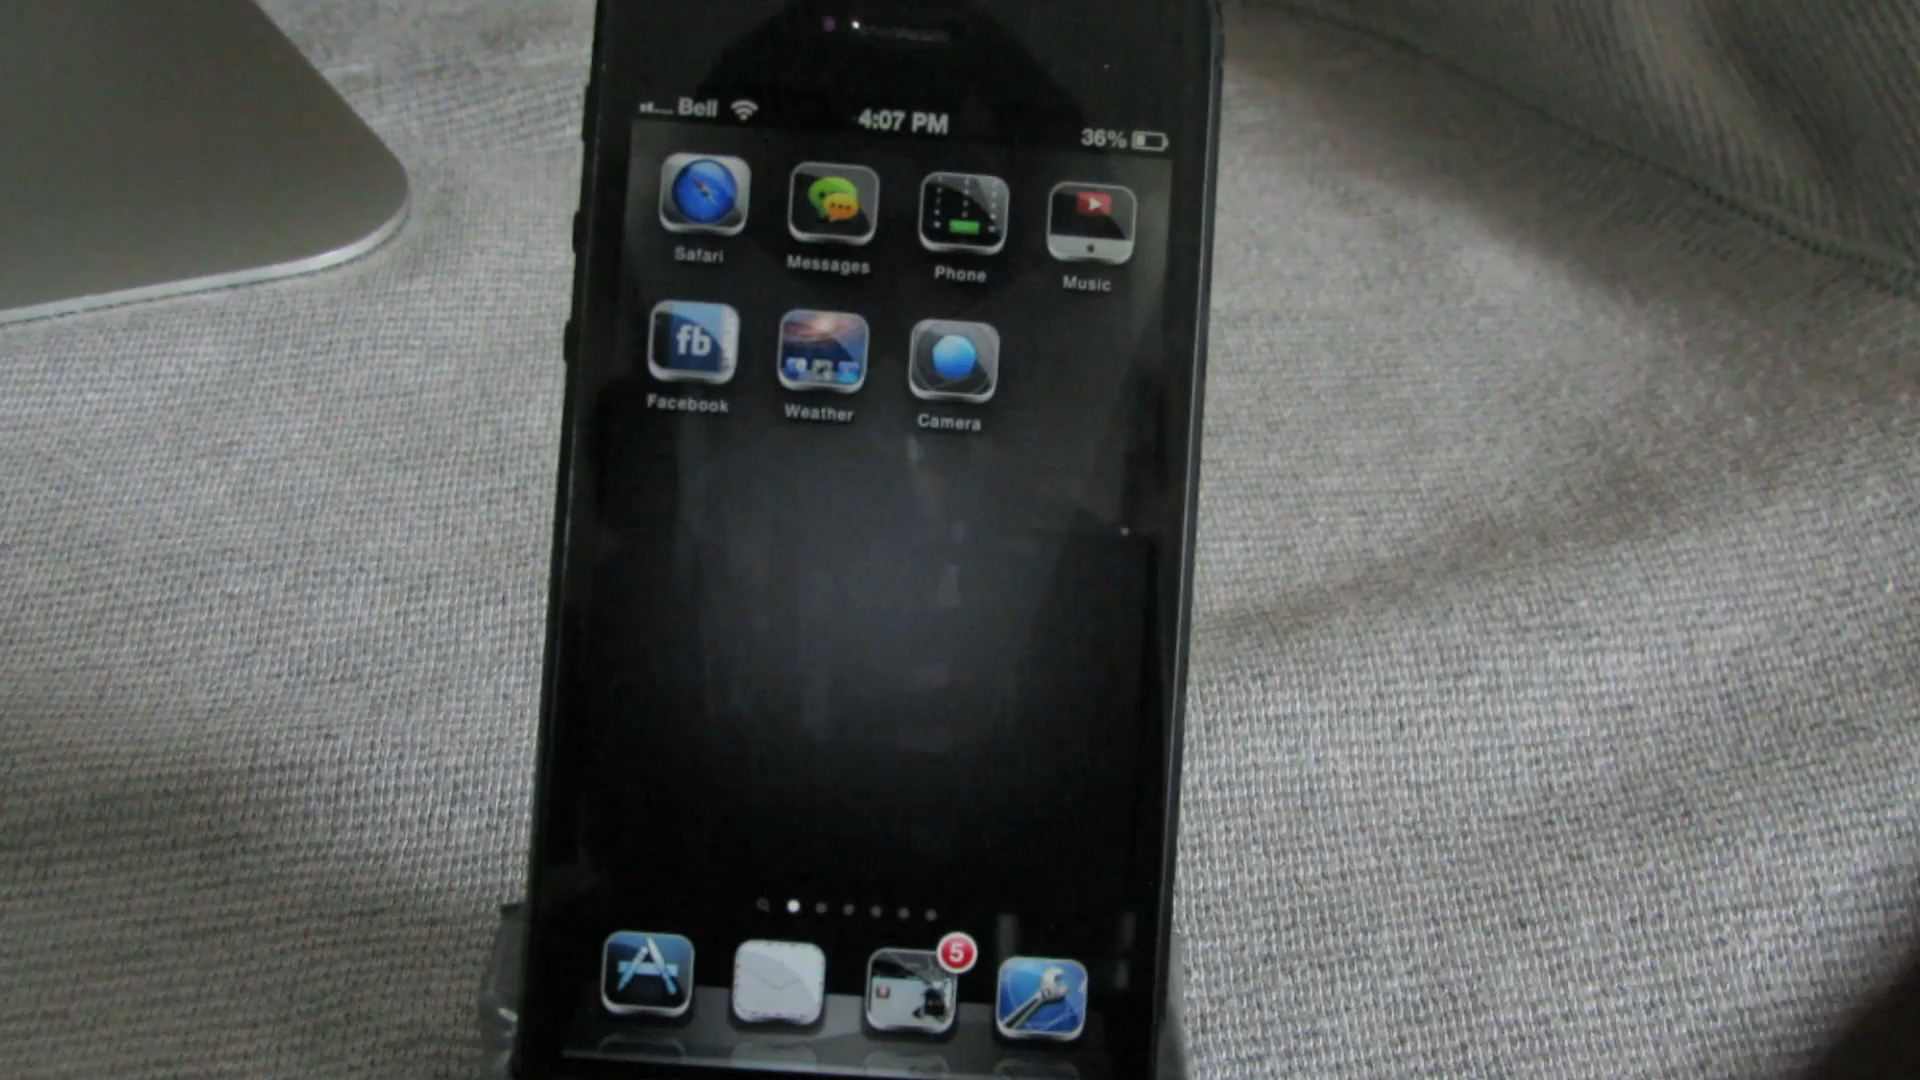 Bell 4:07 PM 36%
Safari Messages Phone Music
fb
Facebook Weather Camera
5